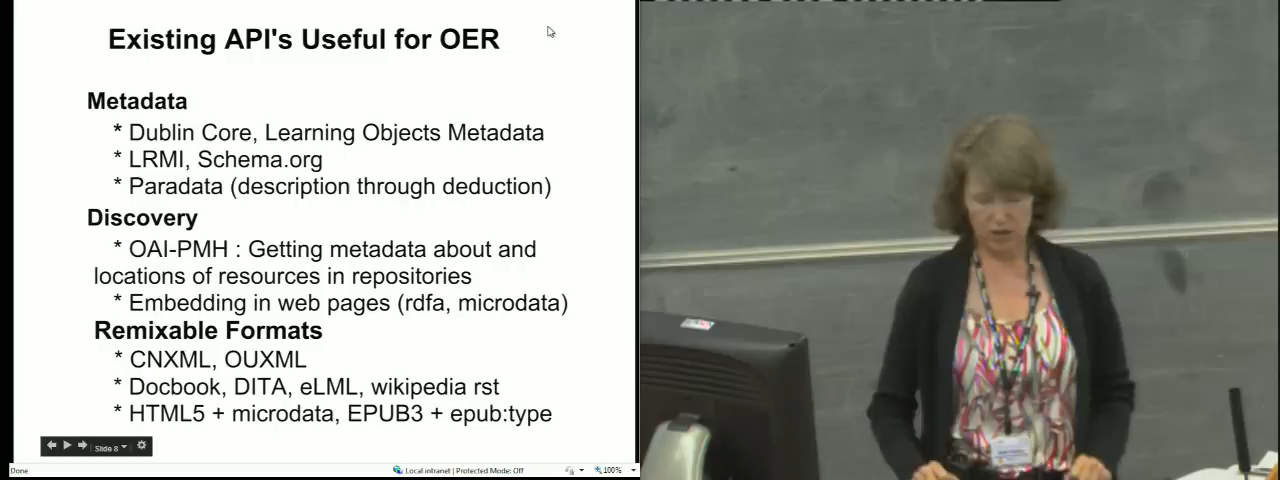 Existing API's Useful for OER
Metadata
* Dublin Core, Learning Objects Metadata
* LRMI, Schema.org
* Paradata (description through deduction)
Discovery
* OAI-PMH : Getting metadata about and
locations of resources in repositories
* Embedding in web pages (rdfa, microdata)
Remixable Formats
* CNXML, OUXML
* Docbook, DITA, eLML, wikipedia rst
* HTML5 + microdata, EPUB3 + epub:type
Slide 8
Done
Local intranet | Protected Mode: Off
100%